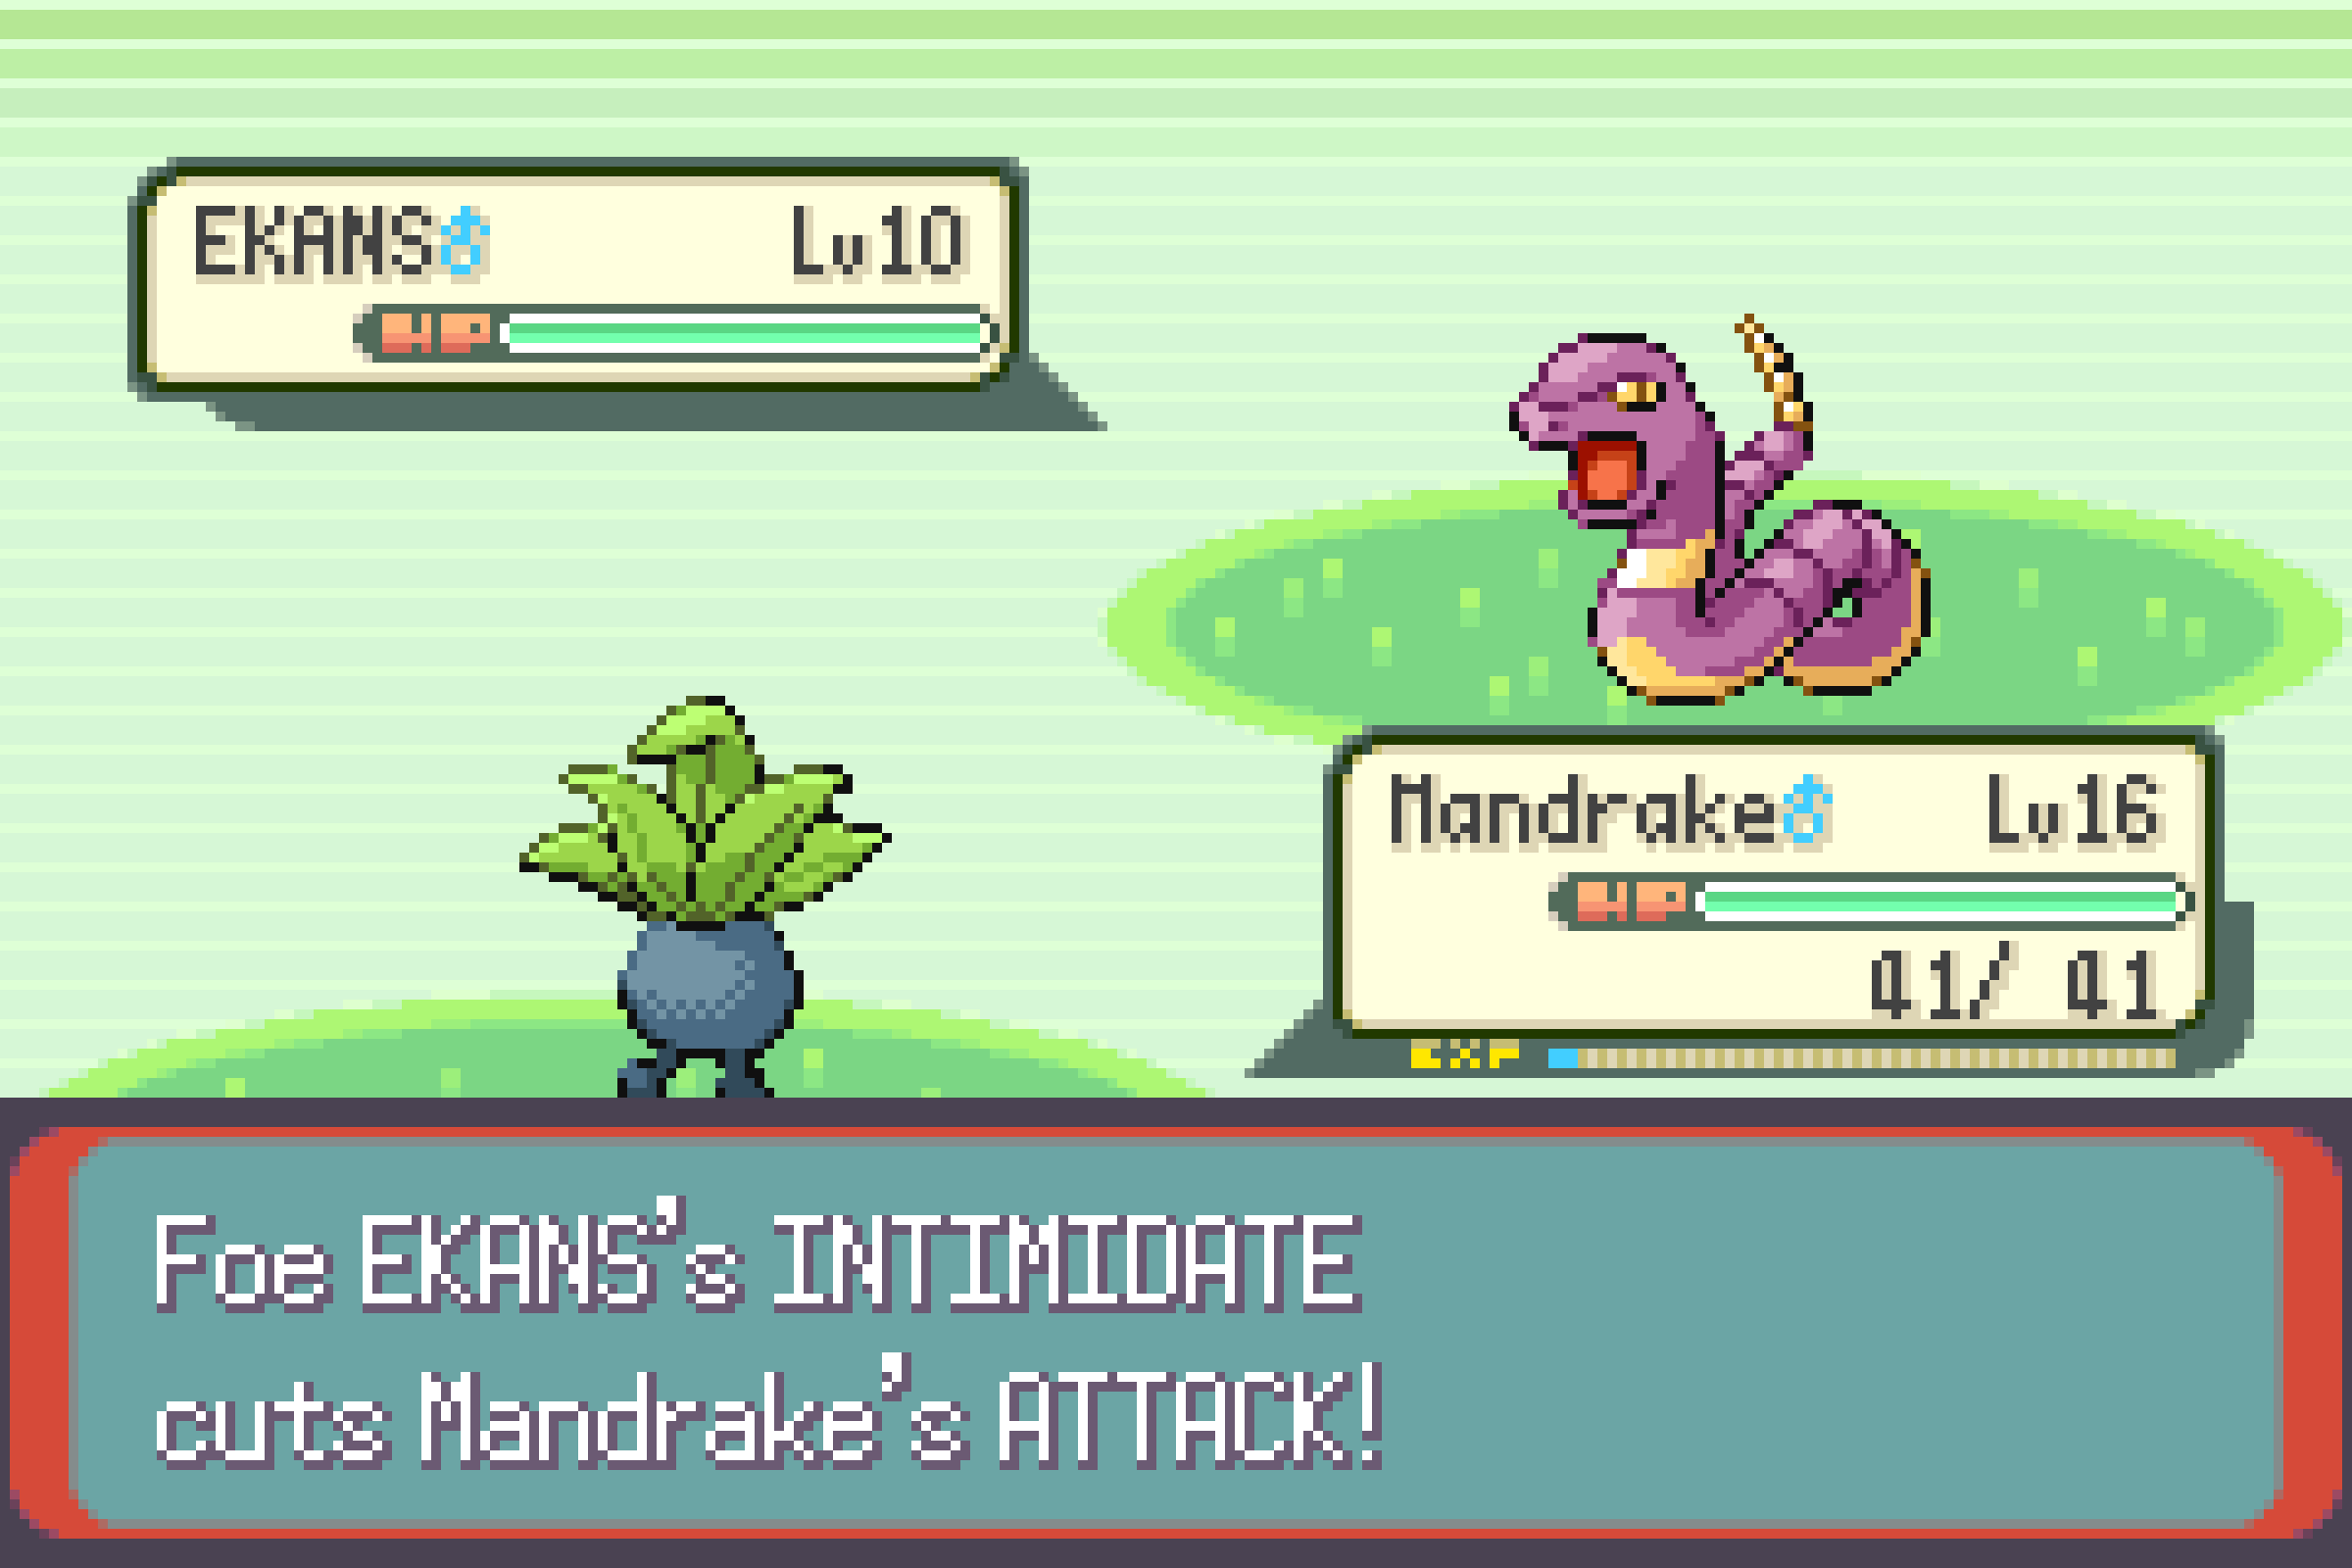 EKANS♂ Lv10
HP
Mandrake♂ Lv16
HP
41/ 41
EXP
Foe EKANS's INTIMIDATE
cuts Mandrake's ATTACK!